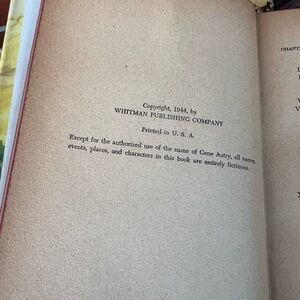 Copyright, 1944, by
WHITMAN PUBLISHING COMPANY
Printed in U. S. A.
Except for the authorized use of the name of Gene Autry, all names,
events, places, and characters in this book are entirely fictitious.
CHAPT